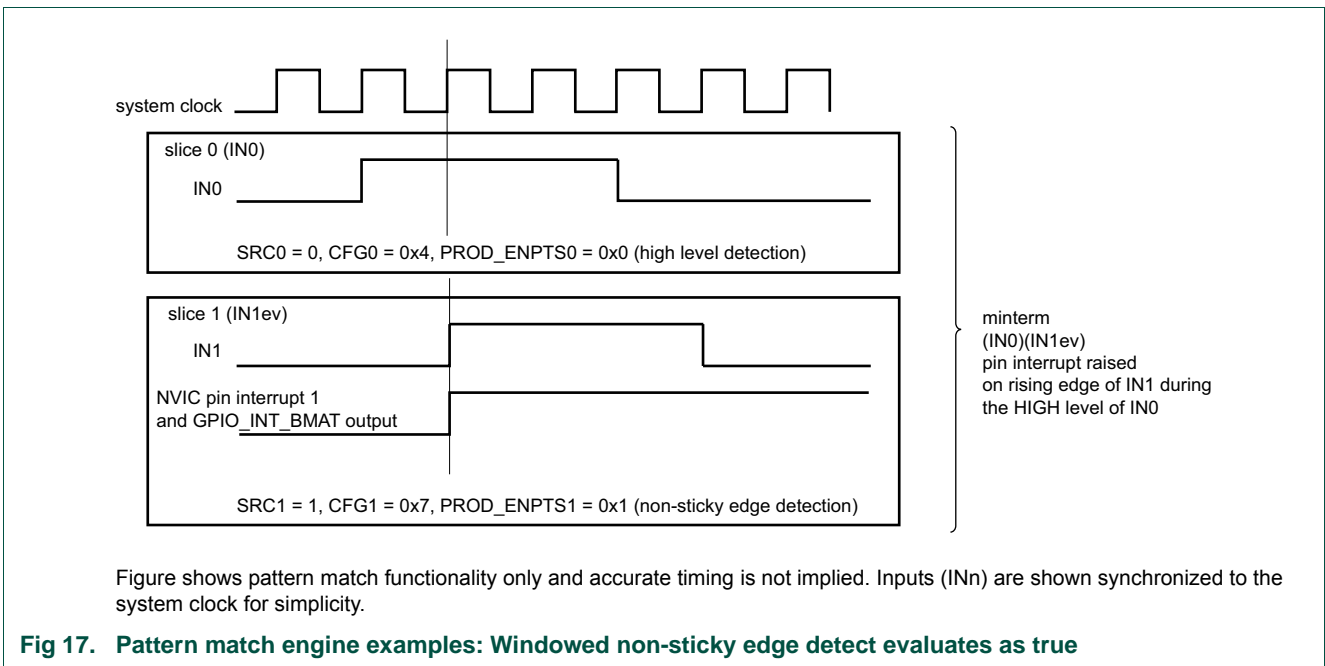 system clock
slice 0 (IN0)
IN0
SRC0 = 0, CFG0 = 0x4, PROD_ENPTS0 = 0x0 (high level detection)
slice 1 (IN1ev)
IN1
NVIC pin interrupt 1
and GPIO_INT_BMAT output
SRC1 = 1, CFG1 = 0x7, PROD_ENPTS1 = 0x1 (non-sticky edge detection)
minterm
(IN0)(IN1ev)
pin interrupt raised
on rising edge of IN1 during
the HIGH level of IN0
Figure shows pattern match functionality only and accurate timing is not implied. Inputs (INn) are shown synchronized to the
system clock for simplicity.
Fig 17. Pattern match engine examples: Windowed non-sticky edge detect evaluates as true